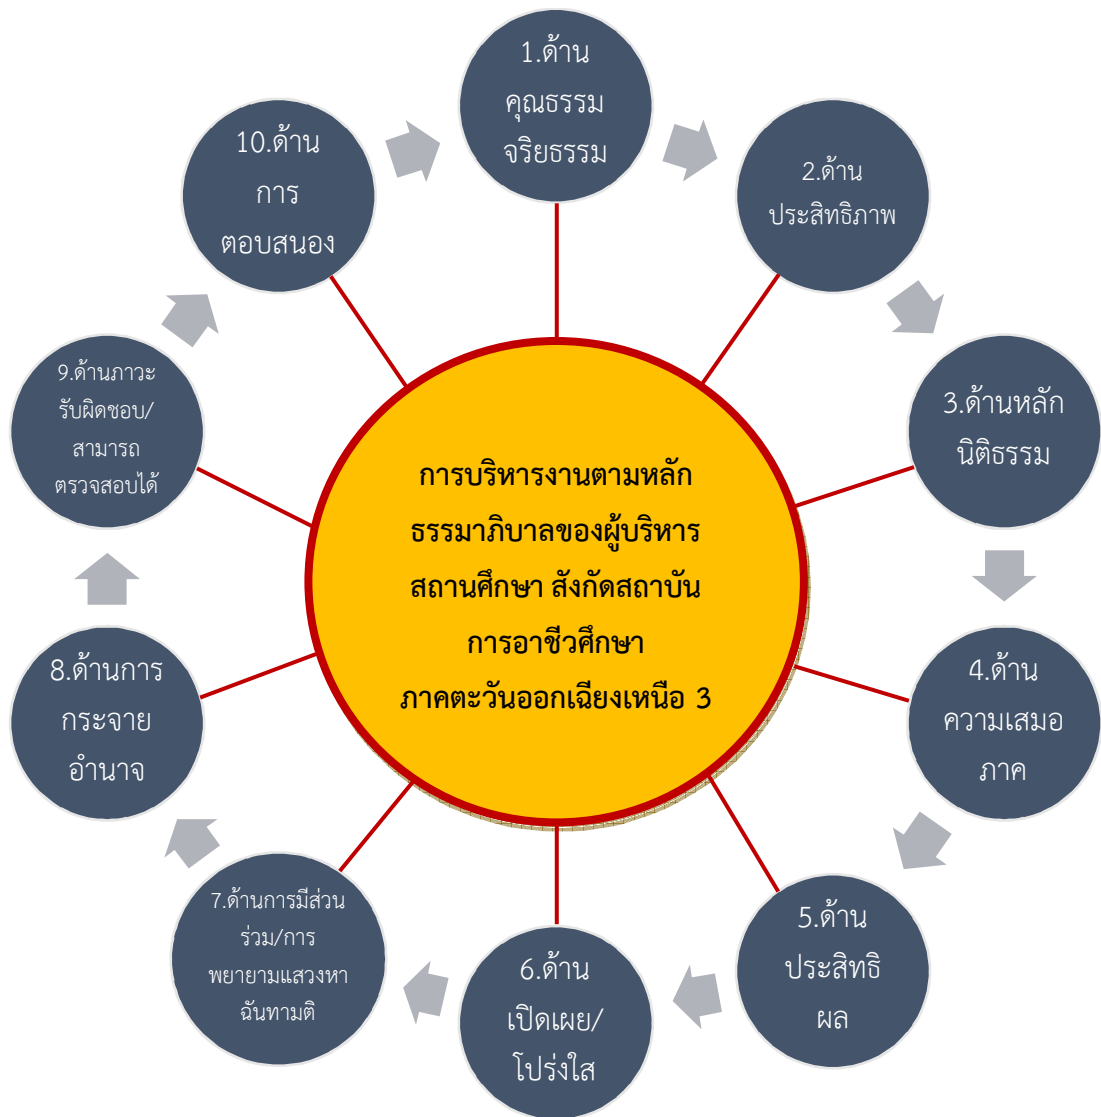 1.ด้าน
คุณธรรม
จริยธรรม
2.ด้าน
ประสิทธิภาพ
3.ด้านหลัก
นิติธรรม
4.ด้าน
ความเสมอ
ภาค
5.ด้าน
ประสิทธิ
ผล
6.ด้าน
เปิดเผย/
โปร่งใส
7.ด้านการมีส่วน
ร่วม/การ
พยายามแสวงหา
ฉันทามติ
8.ด้านการ
กระจาย
อำนาจ
9.ด้านภาวะ
รับผิดชอบ/
สามารถ
ตรวจสอบได้
10.ด้าน
การ
ตอบสนอง
การบริหารงานตามหลัก
ธรรมาภิบาลของผู้บริหาร
สถานศึกษา สังกัดสถาบัน
การอาชีวศึกษา
ภาคตะวันออกเฉียงเหนือ 3